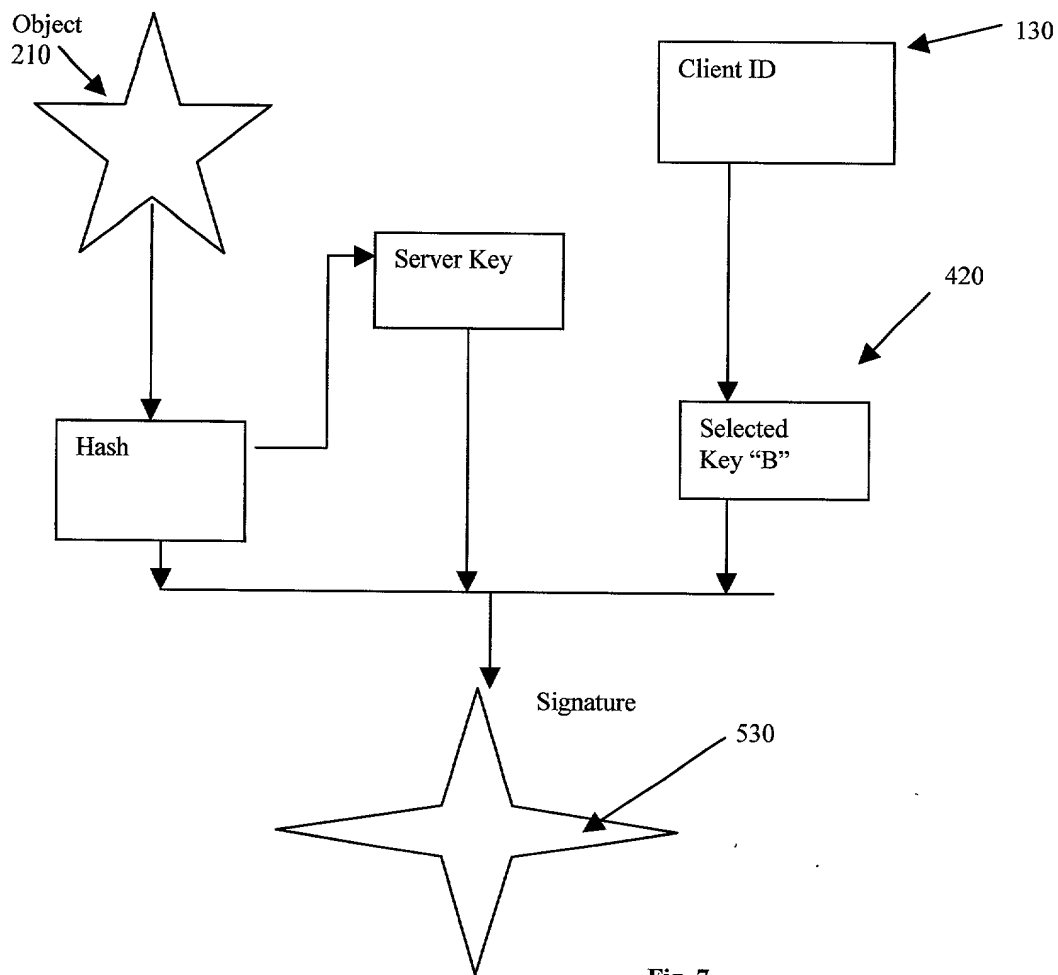 Object
210
130
Client ID
Server Key
420
Hash
Selected
Key “B”
Signature
530
Fig. 7